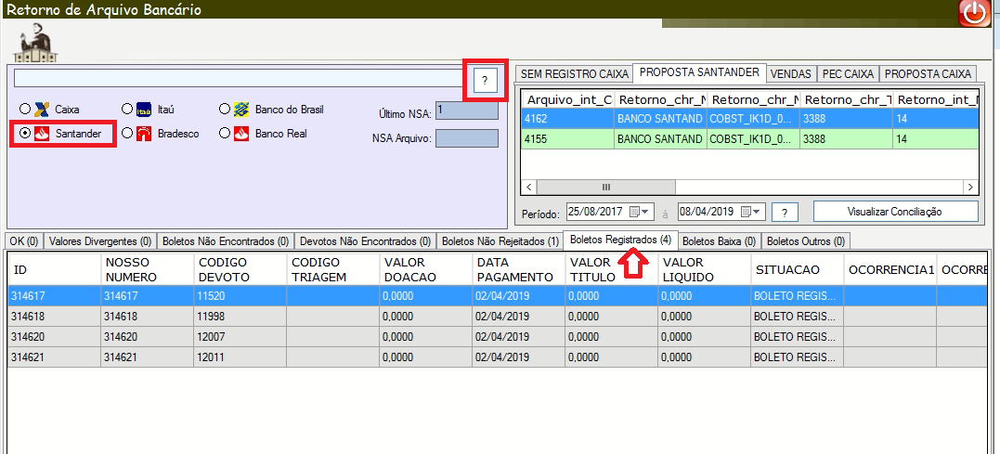 Retorno de Arquivo Bancário
?
Caixa Itaú Banco do Brasil
Santander Bradesco Banco Real
Último NSA: 1
NSA Arquivo:
SEM REGISTRO CAIXA PROPOSTA SANTANDER VENDAS PEC CAIXA PROPOSTA CAIXA
Arquivo_int_C Retorno_chr_N Retorno_chr_N Retorno_chr_T Retorno_int_N
4162 BANCO SANTAND COBST_IK1D_0... 3388 14
4155 BANCO SANTAND COBST_IK1D_0... 3388 14
Período: 25/08/2017 à 08/04/2019 ? Visualizar Conciliação
OK (0) Valores Divergentes (0) Boletos Não Encontrados (0) Devotos Não Encontrados (0) Boletos Não Rejeitados (1) Boletos Registrados (4) Boletos Baixa (0) Boletos Outros (0)
ID NOSSO NUMERO CODIGO DEVOTO CODIGO TRIAGEM VALOR DOACAO DATA PAGAMENTO VALOR TITULO VALOR LIQUIDO SITUACAO OCORRENCIA1 OCORRE
314617 314617 11520 0,0000 02/04/2019 0,0000 0,0000 BOLETO REGIS...
314618 314618 11998 0,0000 02/04/2019 0,0000 0,0000 BOLETO REGIS...
314620 314620 12007 0,0000 02/04/2019 0,0000 0,0000 BOLETO REGIS...
314621 314621 12011 0,0000 02/04/2019 0,0000 0,0000 BOLETO REGIS...